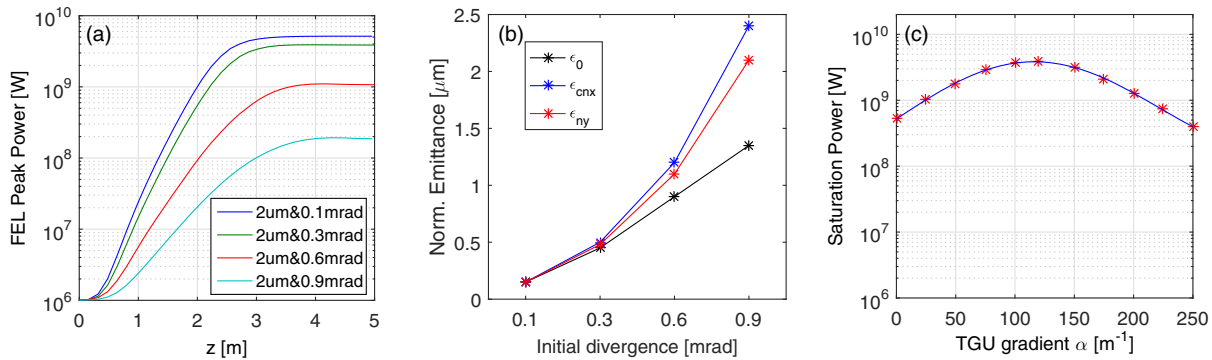 (a)
FEL Peak Power [W]
10^10
10^9
10^8
10^7
10^6
2um&0.1mrad
2um&0.3mrad
2um&0.6mrad
2um&0.9mrad
0 1 2 3 4 5
z [m]
(b)
Norm. Emittance [μm]
2.5
2.0
1.5
1
0.5
0
ϵ0
ϵcnx
ϵny
0.1 0.3 0.6 0.9
Initial divergence [mrad]
(c)
Saturation Power [W]
10^10
10^9
10^8
10^7
10^6
0 50 100 150 200 250
TGU gradient α [m^-1]